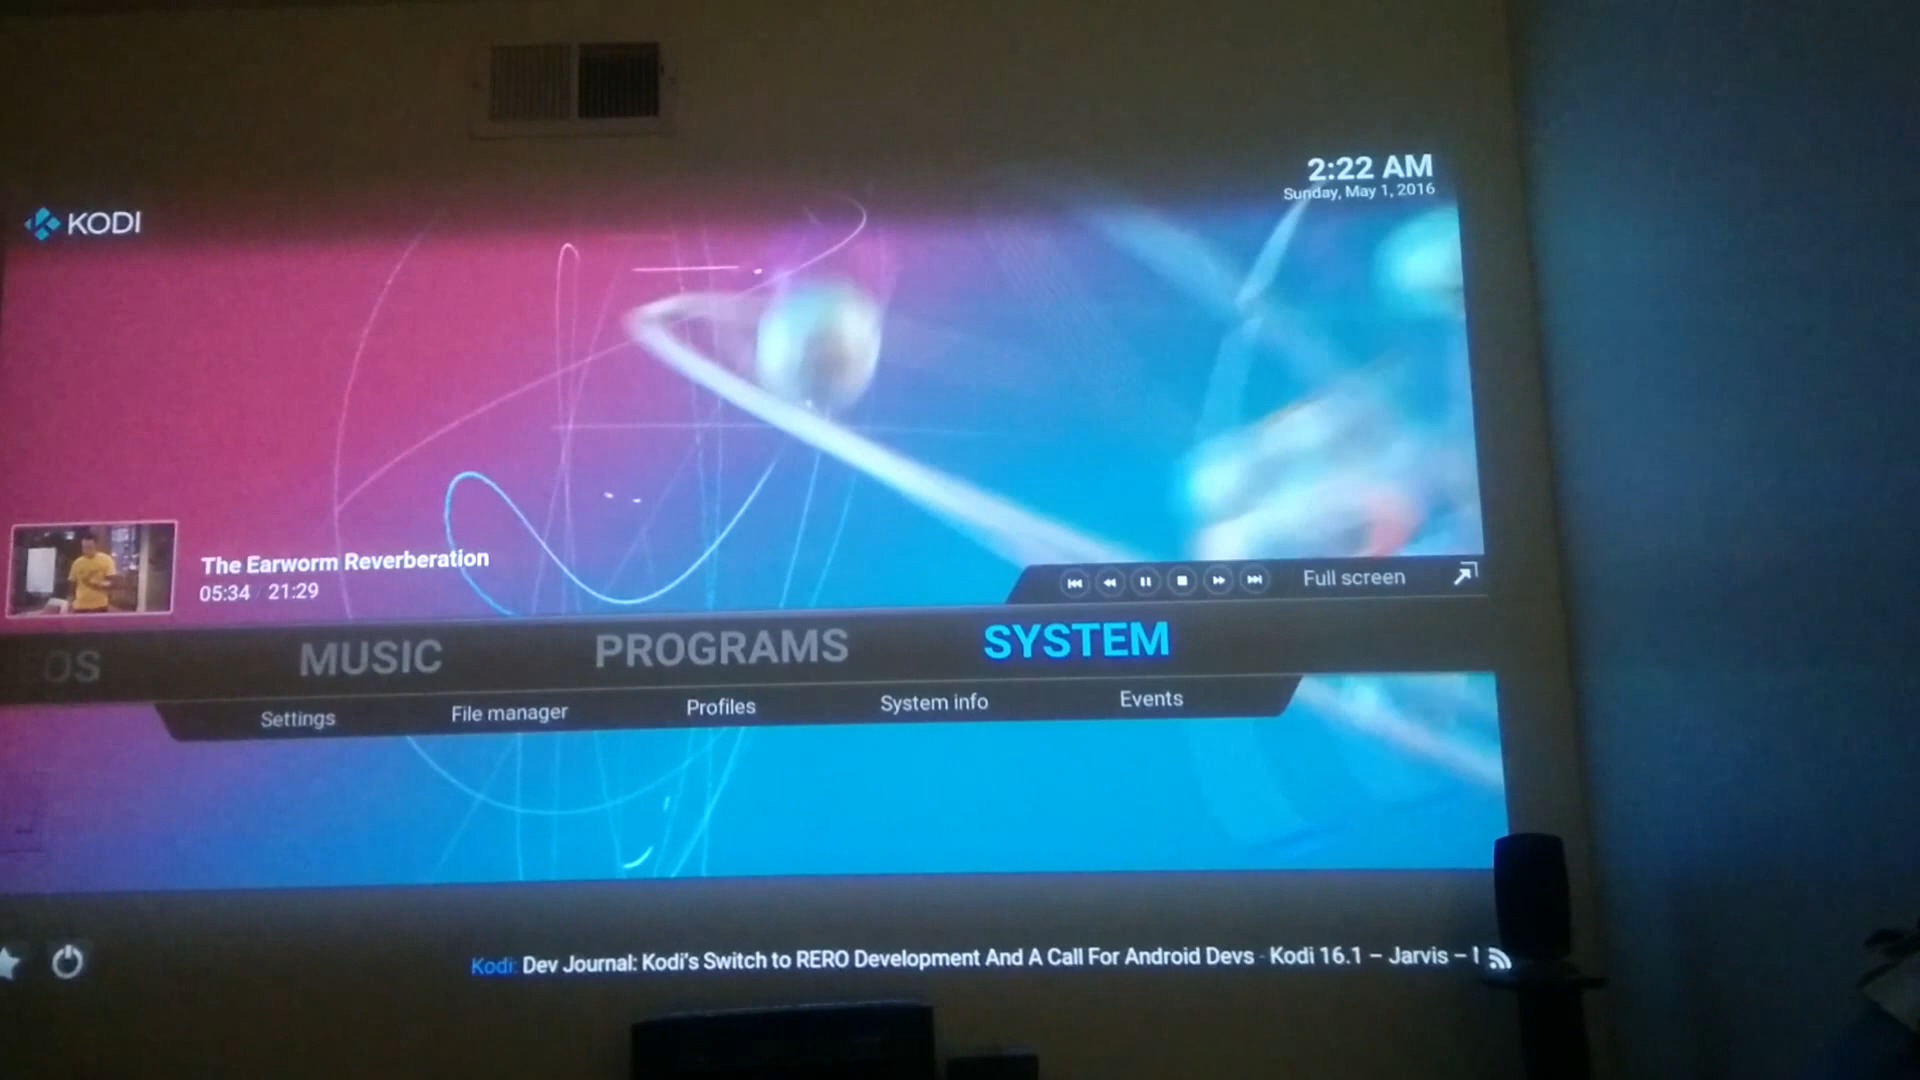 2:22 AM
Sunday, May 1, 2016
KODI
The Earworm Reverberation
05:34 / 21:29
Full screen
MUSIC PROGRAMS SYSTEM
Settings File manager Profiles System info Events
Kodi: Dev Journal: Kodi's Switch to RERO Development And A Call For Android Devs - Kodi 16.1 – Jarvis –